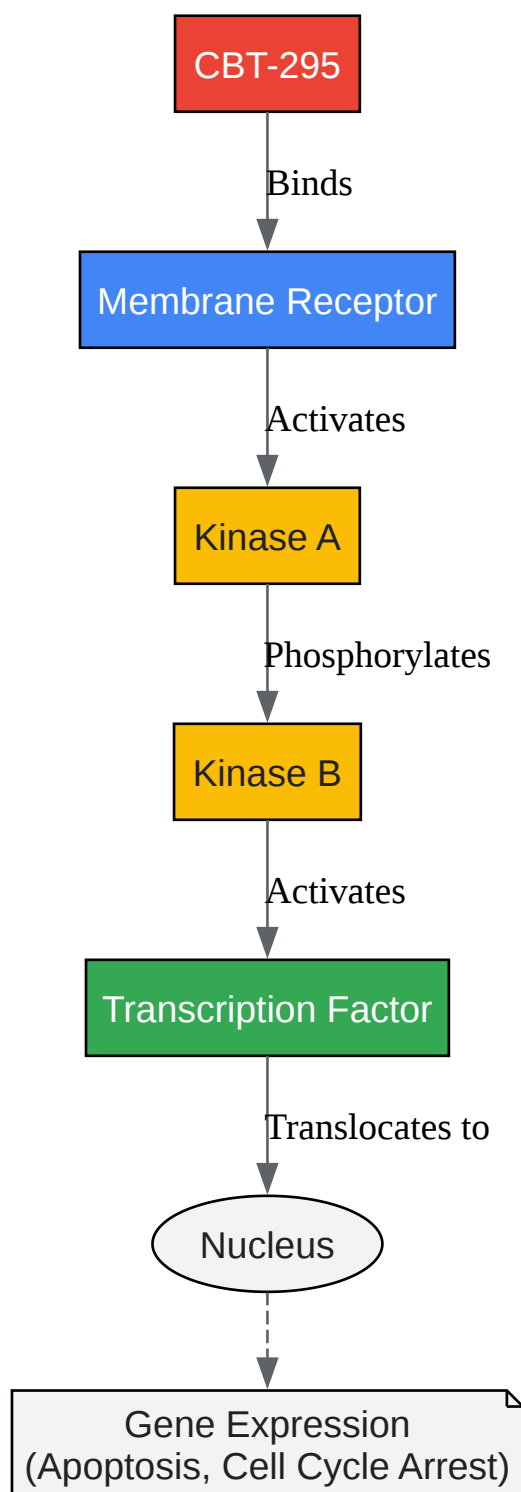 CBT-295
Binds
Membrane Receptor
Activates
Kinase A
Phosphorylates
Kinase B
Activates
Transcription Factor
Translocates to
Nucleus
Gene Expression
(Apoptosis, Cell Cycle Arrest)